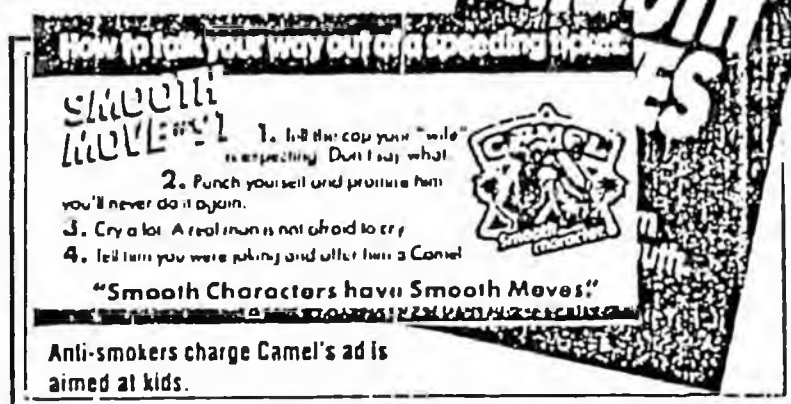 How to talk your way out of a speeding ticket.
SMOOTH
MOVE #1
1. Tell the cop your "wife"
is expecting. Don't say what.
2. Punch yourself and promise him
you'll never do it again.
3. Cry a lot. A real man is not afraid to cry
4. Tell him you were joking and offer him a Camel
CAMEL
smooth
character.
"Smooth Characters have Smooth Moves."
Anti-smokers charge Camel's ad is
aimed at kids.